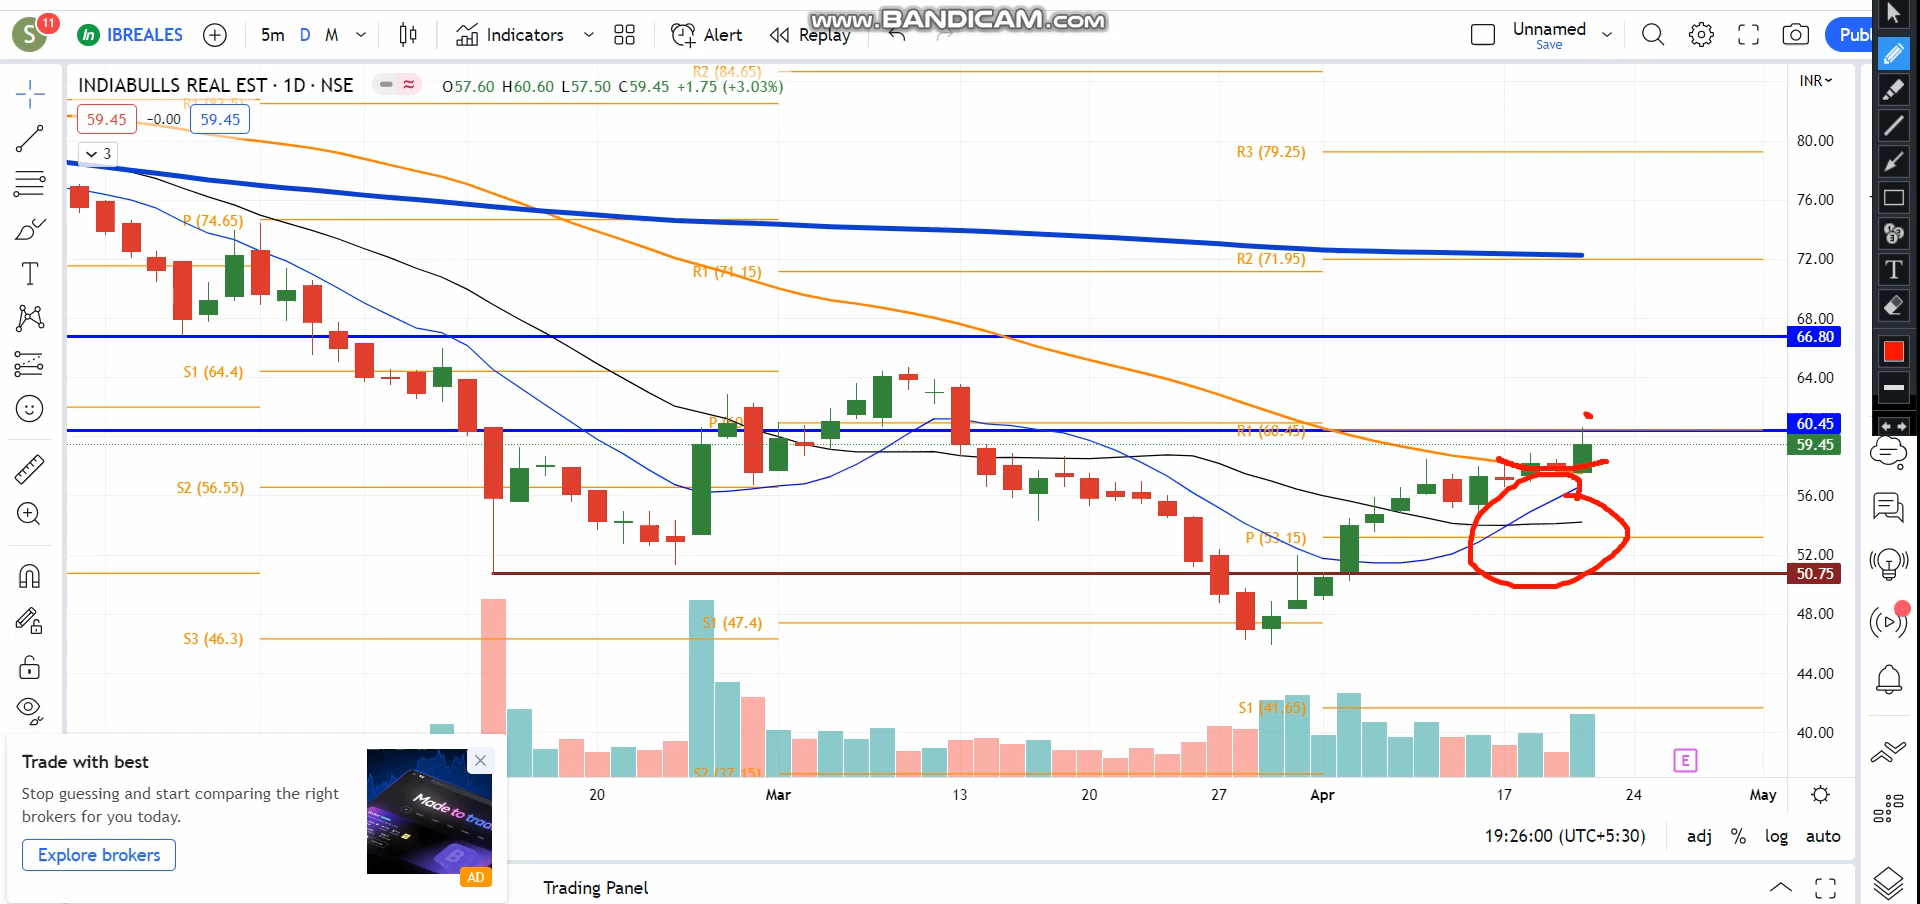 www.BANDICAM.com
S 11 IBREALES 5m D M Indicators Alert Replay Unnamed Save Publ
INDIABULLS REAL EST · 1D · NSE O57.60 H60.60 L57.50 C59.45 +1.75 (+3.03%)
59.45 −0.00 59.45
3
R2 (84.65)
INR
80.00
R3 (79.25)
76.00
P (74.65)
72.00
R2 (71.95)
R1 (71.15)
68.00
66.80
S1 (64.4)
64.00
60.45
R1 (60.45)
59.45
S2 (56.55)
56.00
P (53.15)
52.00
50.75
48.00
S1 (47.4)
S3 (46.3)
44.00
S1 (41.65)
40.00
S2 (37.15)
E
20 Mar 13 20 27 Apr 17 24 May
19:26:00 (UTC+5:30) adj % log auto
Trade with best
Stop guessing and start comparing the right
brokers for you today.
Explore brokers
Made to trad
AD
Trading Panel